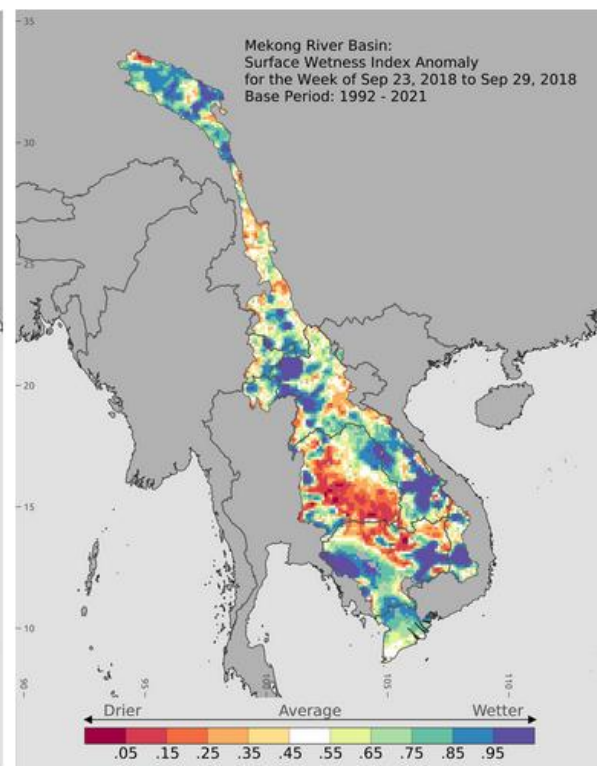 Mekong River Basin:
Surface Wetness Index Anomaly
for the Week of Sep 23, 2018 to Sep 29, 2018
Base Period: 1992 - 2021
35
30
25
20
15
10
90
95
100
105
110
Drier Average Wetter
.05 .15 .25 .35 .45 .55 .65 .75 .85 .95